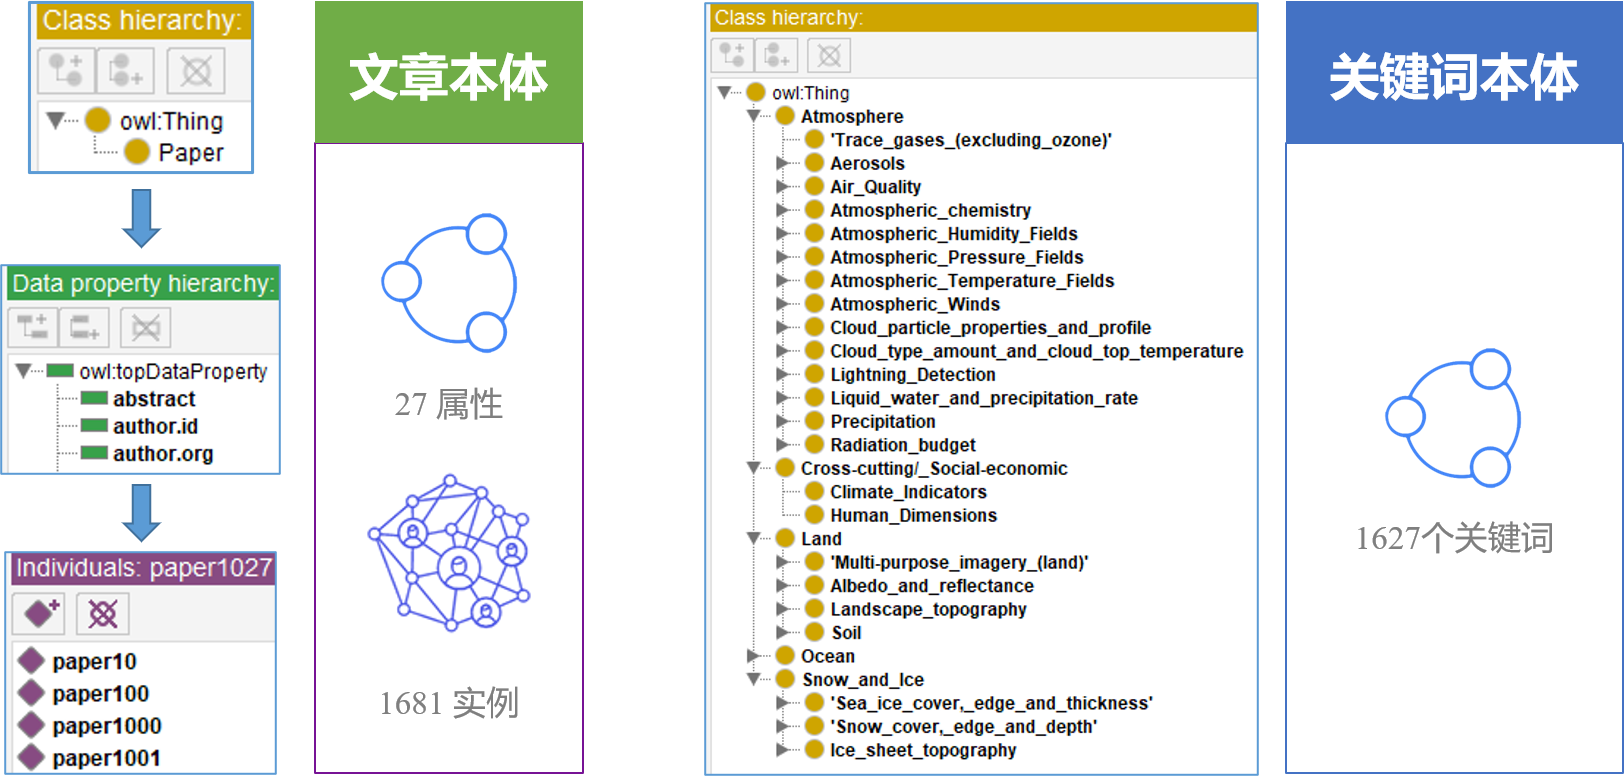 Class hierarchy:
owl:Thing
Paper
Data property hierarchy:
owl:topDataProperty
abstract
author.id
author.org
Individuals: paper1027
paper10
paper100
paper1000
paper1001
文章本体
27 属性
1681 实例
Class hierarchy:
owl:Thing
Atmosphere
'Trace_gases_(excluding_ozone)'
Aerosols
Air_Quality
Atmospheric_chemistry
Atmospheric_Humidity_Fields
Atmospheric_Pressure_Fields
Atmospheric_Temperature_Fields
Atmospheric_Winds
Cloud_particle_properties_and_profile
Cloud_type_amount_and_cloud_top_temperature
Lightning_Detection
Liquid_water_and_precipitation_rate
Precipitation
Radiation_budget
Cross-cutting/_Social-economic
Climate_Indicators
Human_Dimensions
Land
'Multi-purpose_imagery_(land)'
Albedo_and_reflectance
Landscape_topography
Soil
Ocean
Snow_and_Ice
'Sea_ice_cover,_edge_and_thickness'
'Snow_cover,_edge_and_depth'
Ice_sheet_topography
关键词本体
1627个关键词